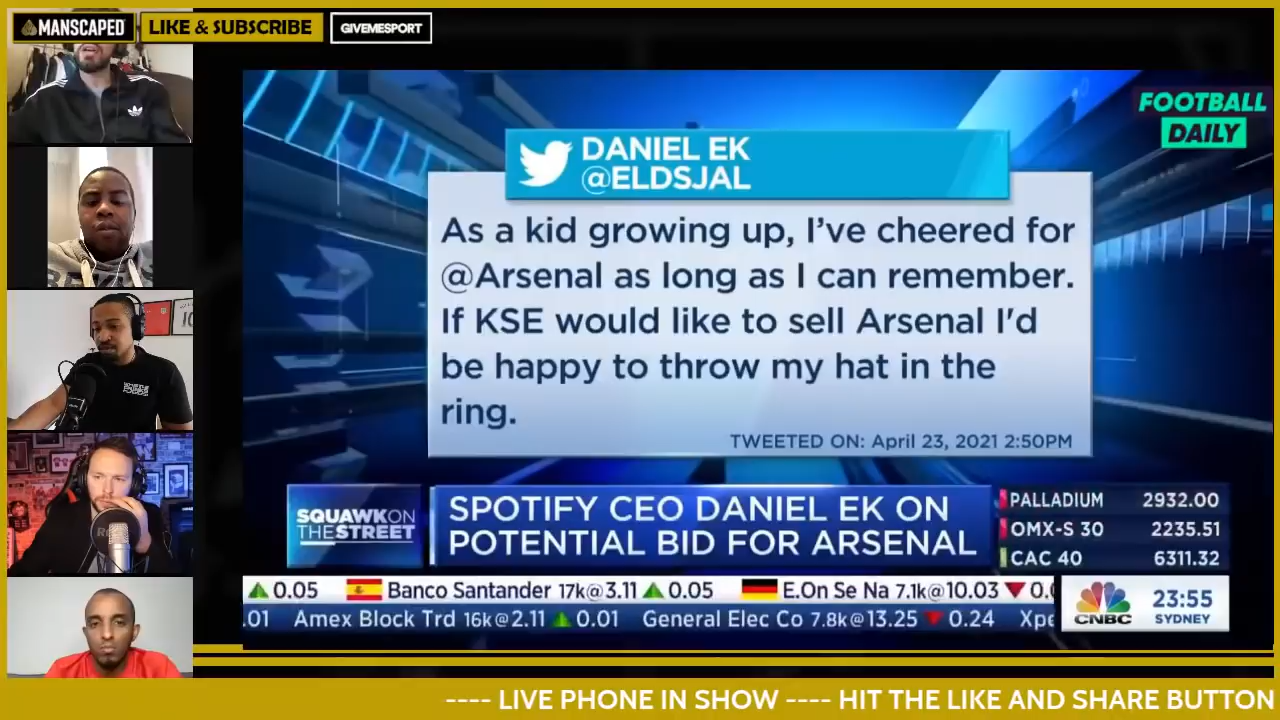 MANSCAPED
LIKE & SUBSCRIBE
GIVEMESPORT
FOOTBALL
DAILY
DANIEL EK
@ELDSJAL
As a kid growing up, I've cheered for
@Arsenal as long as I can remember.
If KSE would like to sell Arsenal I'd
be happy to throw my hat in the
ring.
TWEETED ON: April 23, 2021 2:50PM
SQUAWK ON
THE STREET
SPOTIFY CEO DANIEL EK ON
POTENTIAL BID FOR ARSENAL
PALLADIUM 2932.00
OMX-S 30 2235.51
CAC 40 6311.32
0.05 Banco Santander 17k@3.11 0.05 E.On Se Na 7.1k@10.03 0.0
.01 Amex Block Trd 16k@2.11 0.01 General Elec Co 7.8k@13.25 0.24 Xpe
CNBC
23:55
SYDNEY
---- LIVE PHONE IN SHOW ---- HIT THE LIKE AND SHARE BUTTON